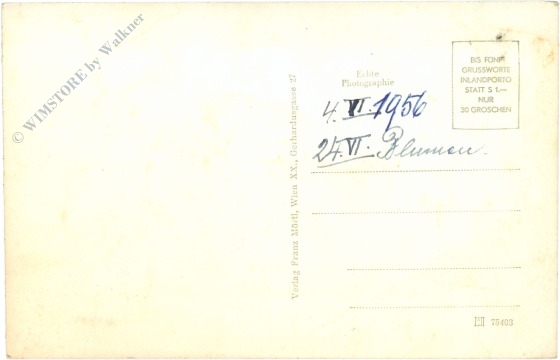 © WIMSTORE by Walkner
Verlag Franz Mörtl, Wien XX., Gerhardusgasse 27
Echte
Photographie
BIS FÜNF
GRUSSWORTE
INLANDPORTO
STATT S 1.—
NUR
30 GROSCHEN
4. VI. 1956
24. VI. Blumen.
75403